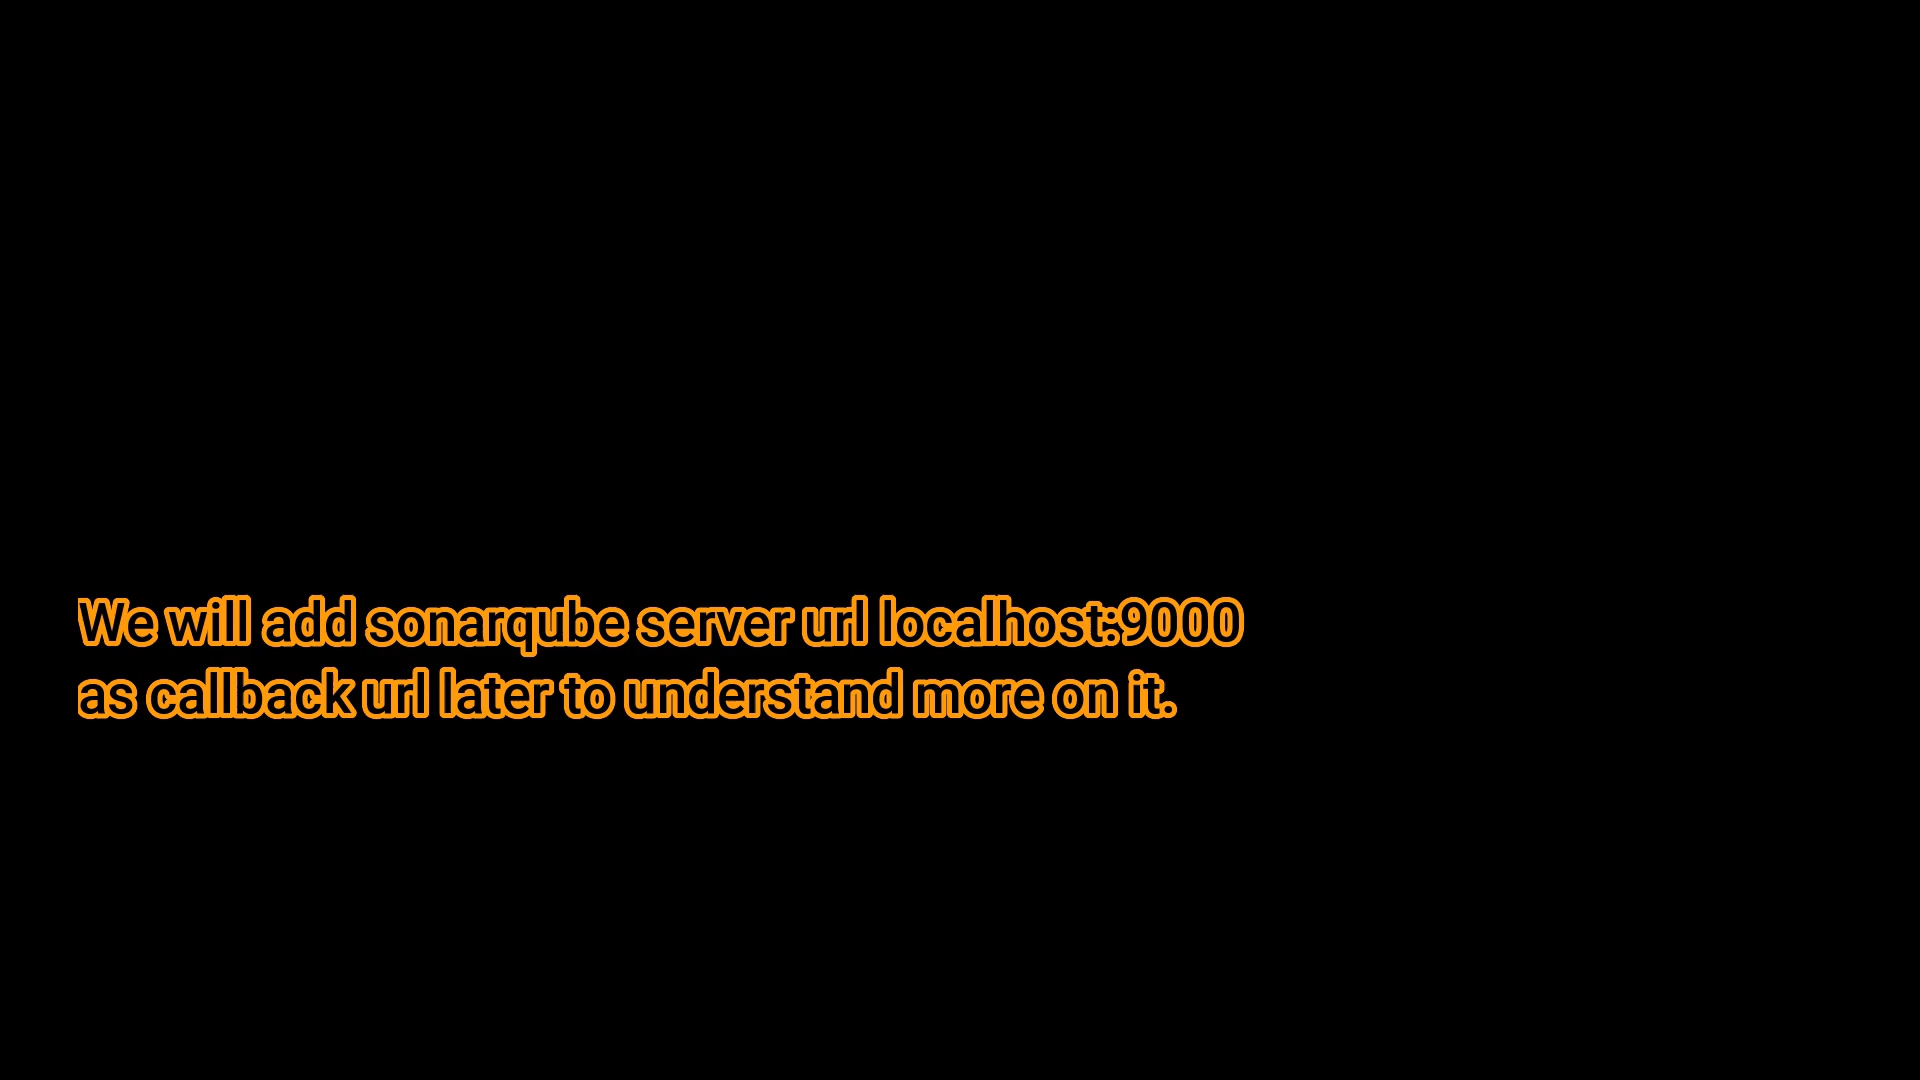 We will add sonarqube server url localhost:9000
as callback url later to understand more on it.